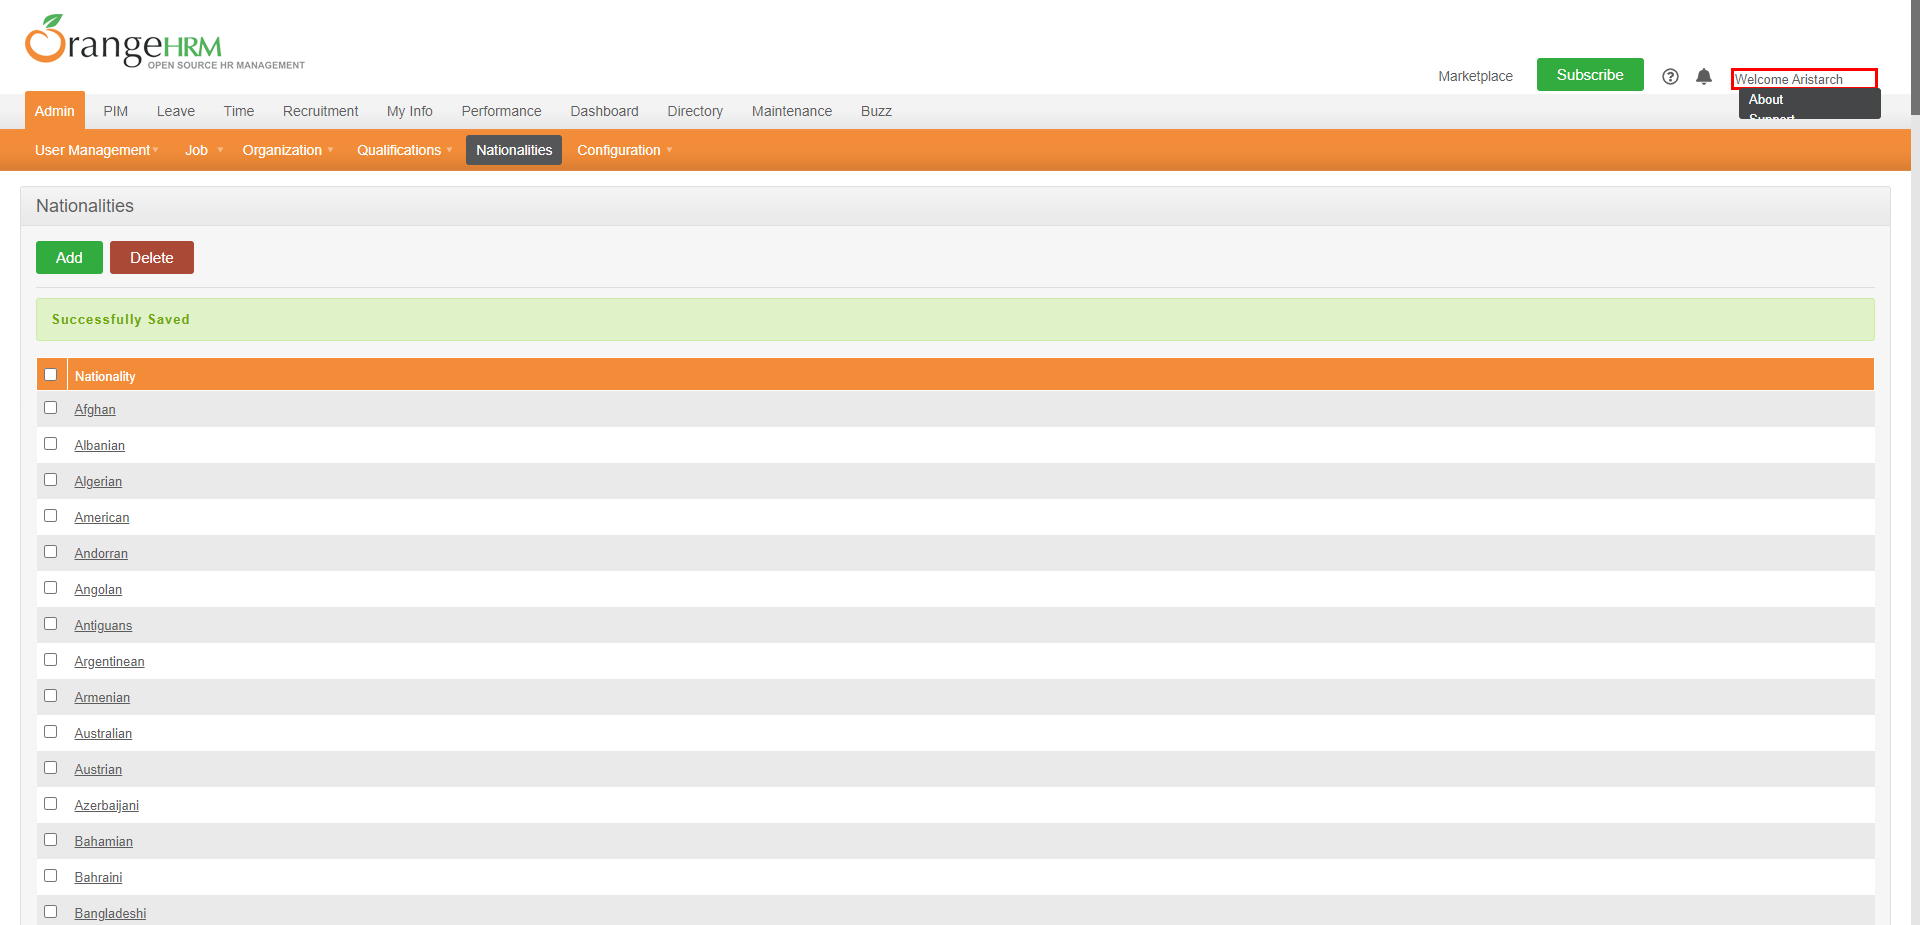 OrangeHRM
OPEN SOURCE HR MANAGEMENT
Marketplace
Subscribe
Welcome Aristarch
About
Support
Admin PIM Leave Time Recruitment My Info Performance Dashboard Directory Maintenance Buzz
User Management Job Organization Qualifications Nationalities Configuration
Nationalities
Add Delete
Successfully Saved
Nationality
Afghan
Albanian
Algerian
American
Andorran
Angolan
Antiguans
Argentinean
Armenian
Australian
Austrian
Azerbaijani
Bahamian
Bahraini
Bangladeshi